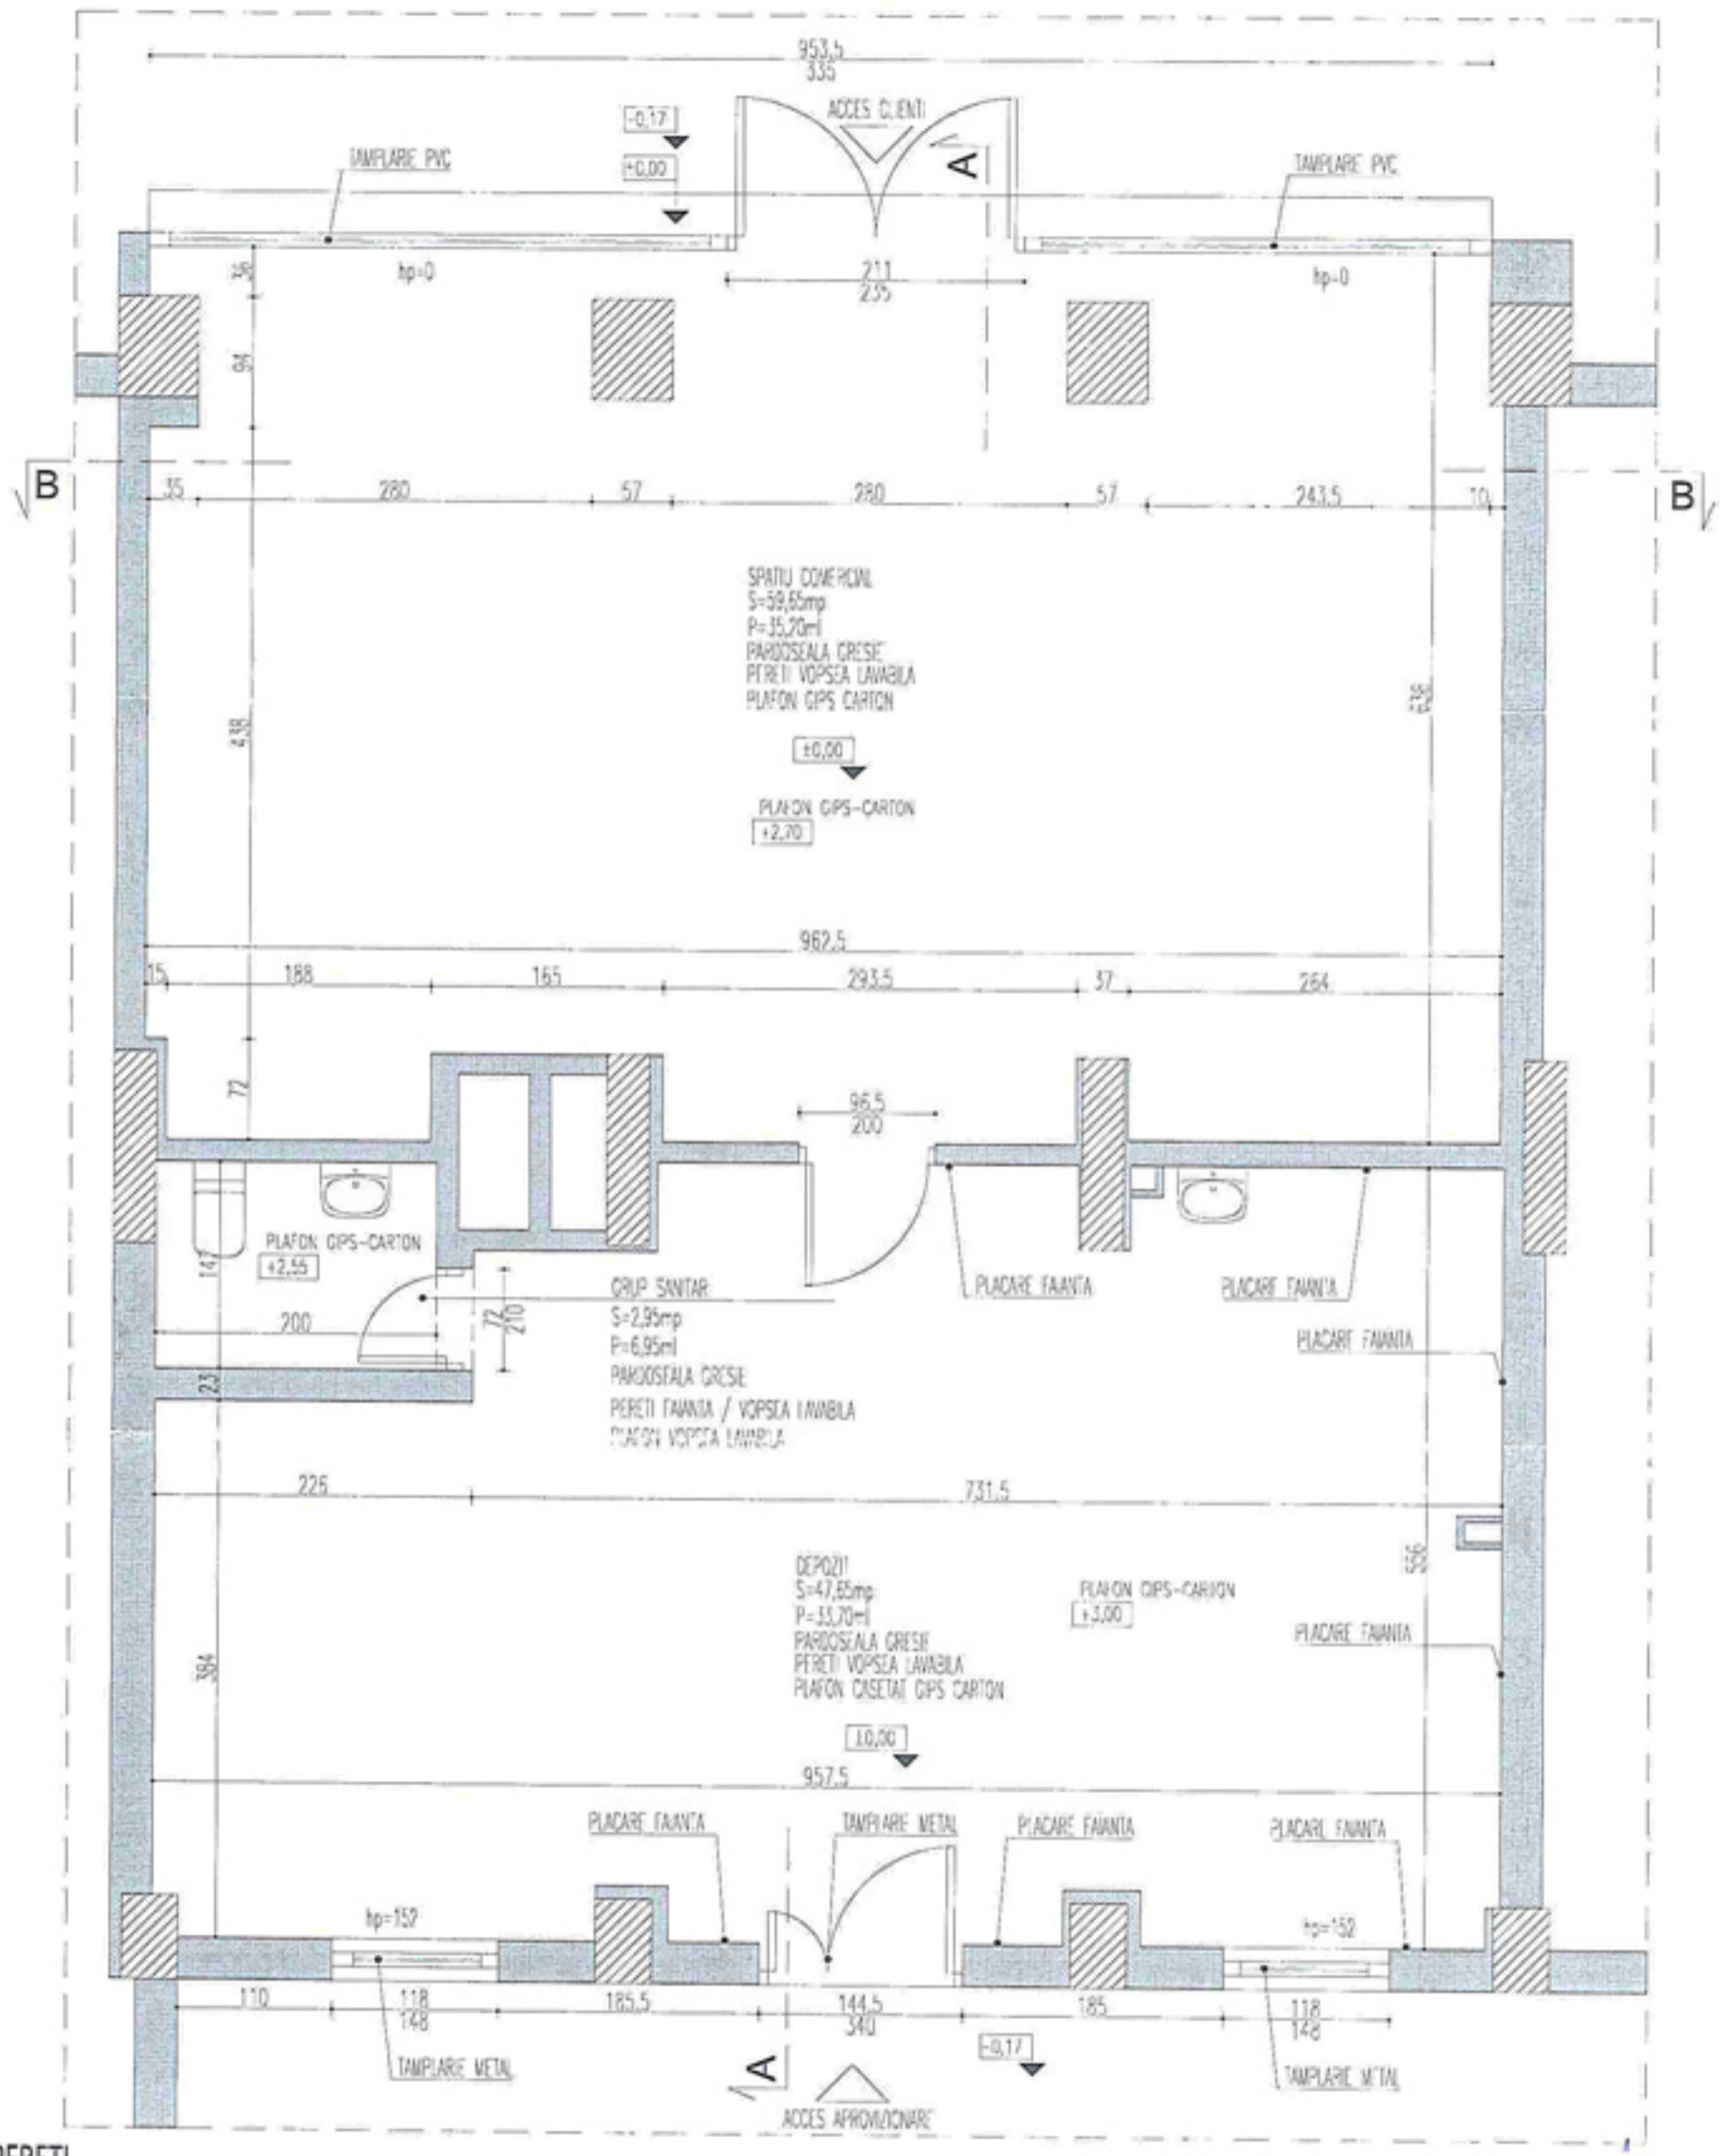 953,5
335
ACCES CLIENTI
-0,17
±0,00
A
TAMPLARIE PVC
TAMPLARIE PVC
hp=0
211
235
hp=0
36
94
B
B
35
280
57
280
57
243,5
10
SPATIU COMERCIAL
S=59,65mp
P=35,20ml
PARDOSEALA GRESIE
PERETI VOPSEA LAVABILA
PLAFON GIPS CARTON
±0,00
PLAFON GIPS-CARTON
+2,70
438
638
962,5
15
188
165
293,5
37
264
72
96,5
200
PLAFON GIPS-CARTON
+2,55
147
200
23
72
210
GRUP SANITAR
S=2,95mp
P=6,95ml
PARDOSEALA GRESIE
PERETI FAIANTA / VOPSEA LAVABILA
PLAFON VOPSEA LAVABILA
PLACARE FAIANTA
PLACARE FAIANTA
PLACARE FAIANTA
226
731,5
DEPOZIT
S=47,65mp
P=33,70ml
PARDOSEALA GRESIE
PERETI VOPSEA LAVABILA
PLAFON CASETAT GIPS CARTON
±0,00
PLAFON GIPS-CARTON
+3,00
556
PLACARE FAIANTA
384
957,5
PLACARE FAIANTA
TAMPLARIE METAL
PLACARE FAIANTA
PLACARE FAIANTA
hp=152
hp=152
110
118
148
185,5
144,5
340
185
118
148
-0,17
TAMPLARIE METAL
A
TAMPLARIE METAL
ACCES APROVIZIONARE
PERETI